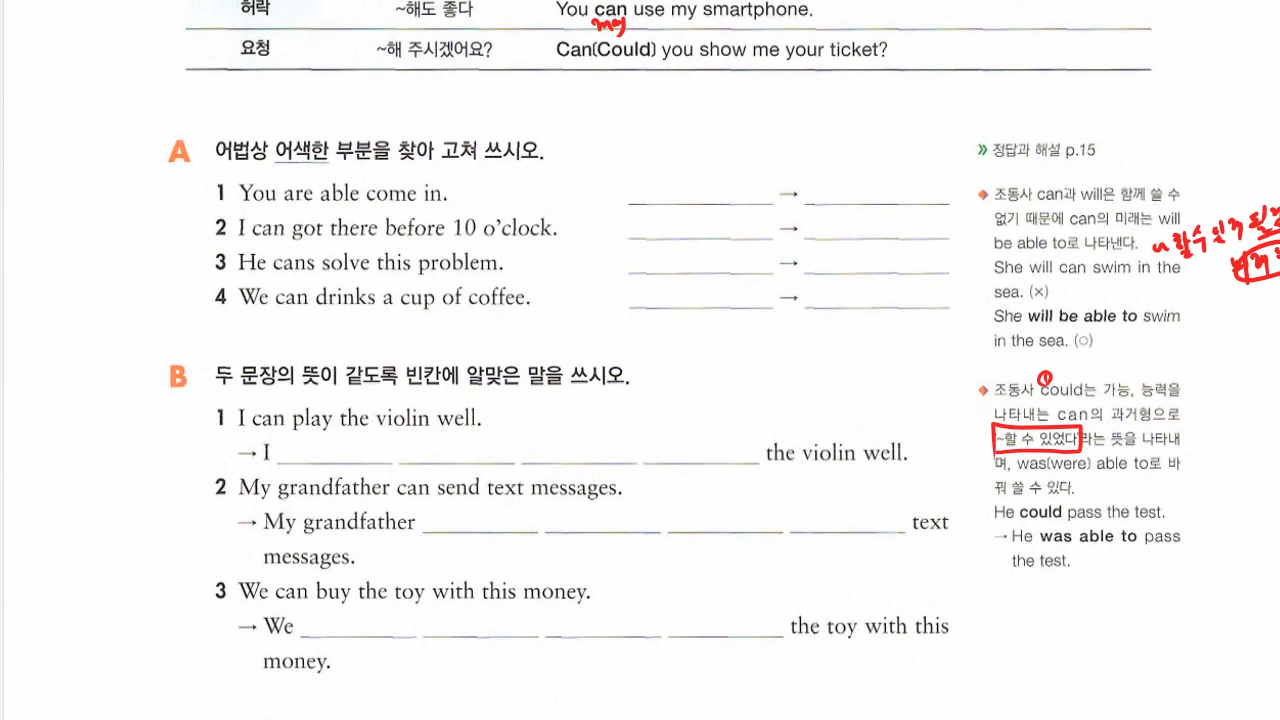 허락 ~해도 좋다 You can use my smartphone.
may
요청 ~해 주시겠어요? Can(Could) you show me your ticket?
A 어법상 어색한 부분을 찾아 고쳐 쓰시오.
1 You are able come in. →
2 I can got there before 10 o’clock. →
3 He cans solve this problem. →
4 We can drinks a cup of coffee. →
B 두 문장의 뜻이 같도록 빈칸에 알맞은 말을 쓰시오.
1 I can play the violin well.
→ I the violin well.
2 My grandfather can send text messages.
→ My grandfather text
messages.
3 We can buy the toy with this money.
→ We the toy with this
money.
» 정답과 해설 p.15
조동사 can과 will은 함께 쓸 수
없기 때문에 can의 미래는 will
be able to로 나타낸다.
She will can swim in the
sea. (×)
She will be able to swim
in the sea. (○)
~할 수 있
1
조동사 could는 가능, 능력을
나타내는 can의 과거형으로
~할 수 있었다라는 뜻을 나타내
며, was(were) able to로 바
꿔 쓸 수 있다.
He could pass the test.
→ He was able to pass
the test.